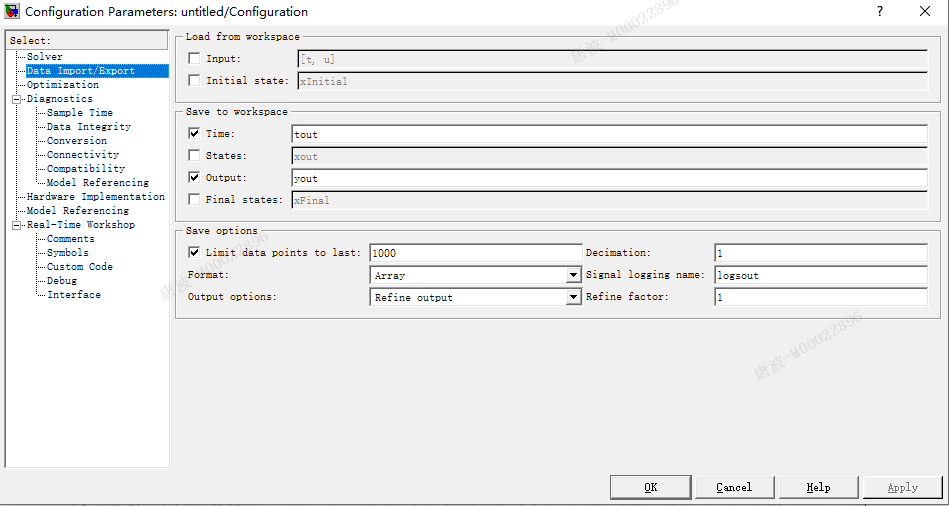 Configuration Parameters: untitled/Configuration
Select:
Solver
Data Import/Export
Optimization
Diagnostics
Sample Time
Data Integrity
Conversion
Connectivity
Compatibility
Model Referencing
Hardware Implementation
Model Referencing
Real-Time Workshop
Comments
Symbols
Custom Code
Debug
Interface
Load from workspace
Input: [t, u]
Initial state: xInitial
Save to workspace
Time: tout
States: xout
Output: yout
Final states: xFinal
Save options
Limit data points to last: 1000 Decimation: 1
Format: Array Signal logging name: logsout
Output options: Refine output Refine factor: 1
OK Cancel Help Apply
唐波-M00022896
唐波-M00022896
唐波-M00022896